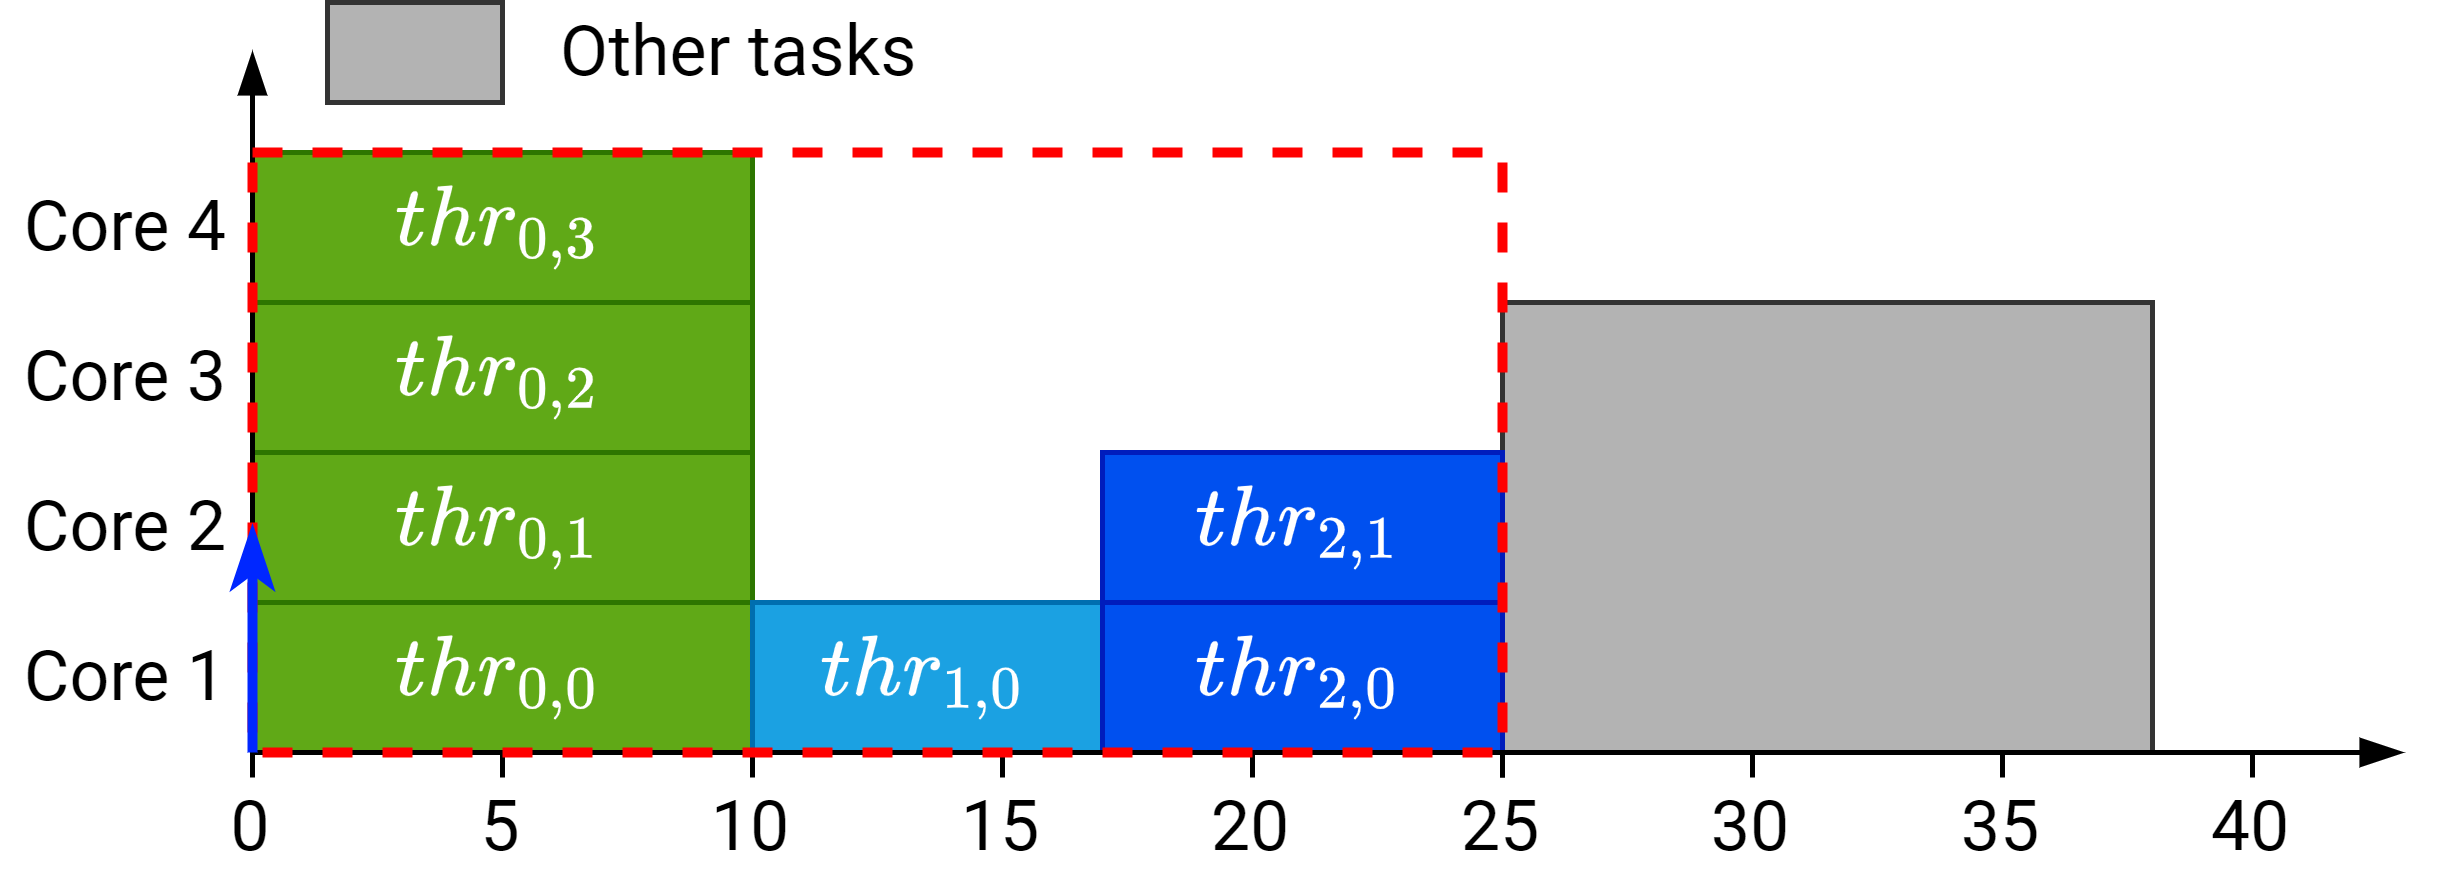 Other tasks
Core 4
thr0,3
Core 3
thr0,2
Core 2
thr0,1
thr2,1
Core 1
thr0,0
thr1,0
thr2,0
0 5 10 15 20 25 30 35 40